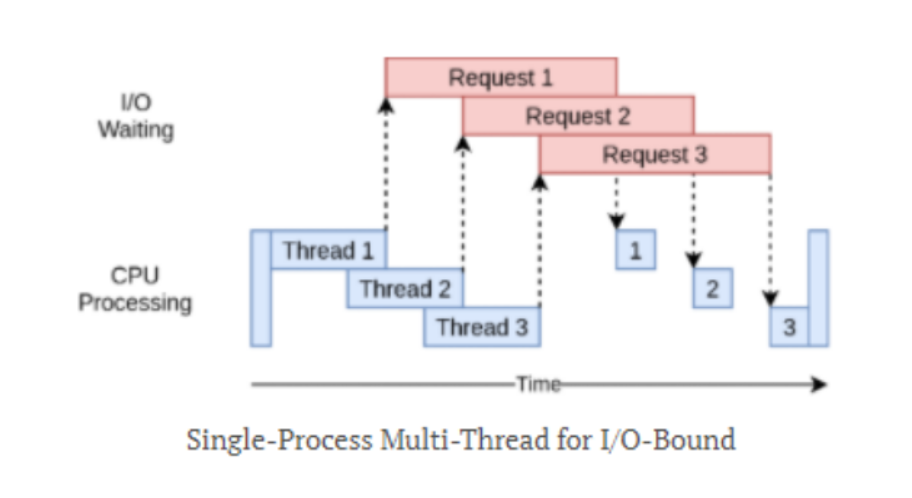 I/O
Waiting
Request 1
Request 2
Request 3
CPU
Processing
Thread 1
Thread 2
Thread 3
1
2
3
Time
Single-Process Multi-Thread for I/O-Bound